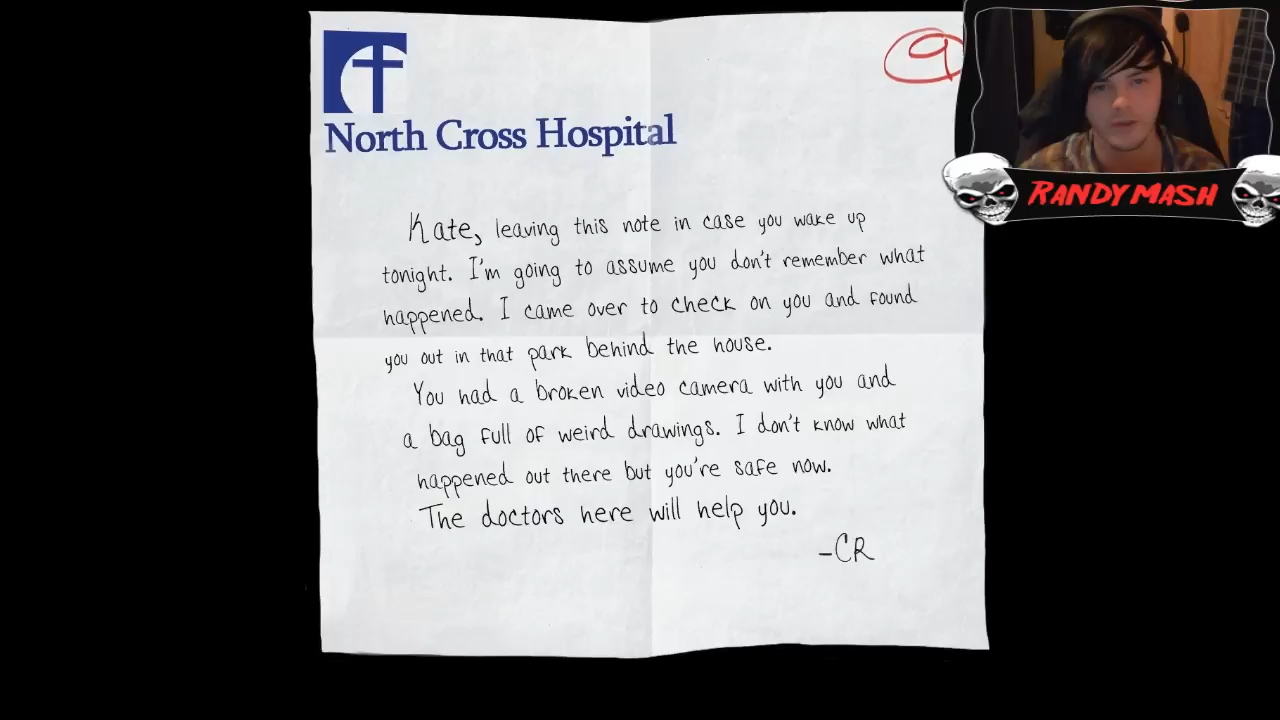 9
North Cross Hospital
RANDY MASH
Kate, leaving this note in case you wake up
tonight. I'm going to assume you don't remember what
happened. I came over to check on you and found
you out in that park behind the house.
You had a broken video camera with you and
a bag full of weird drawings. I don't know what
happened out there but you're safe now.
The doctors here will help you.
-CR